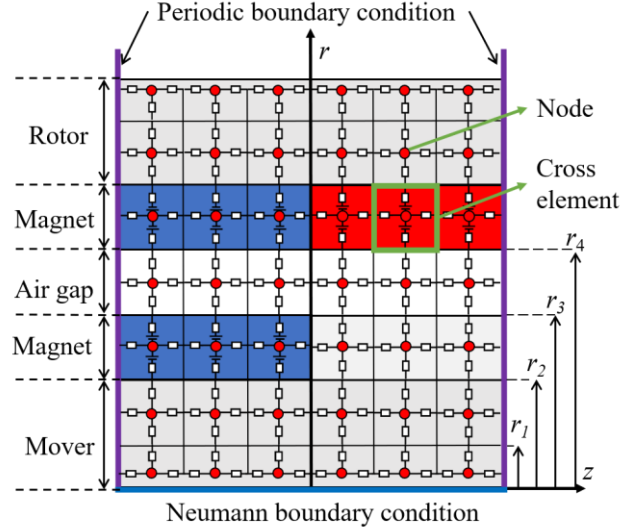 Periodic boundary condition
r
Node
Rotor
Cross
element
Magnet
r4
Air gap
r3
Magnet
r2
Mover
r1
z
Neumann boundary condition